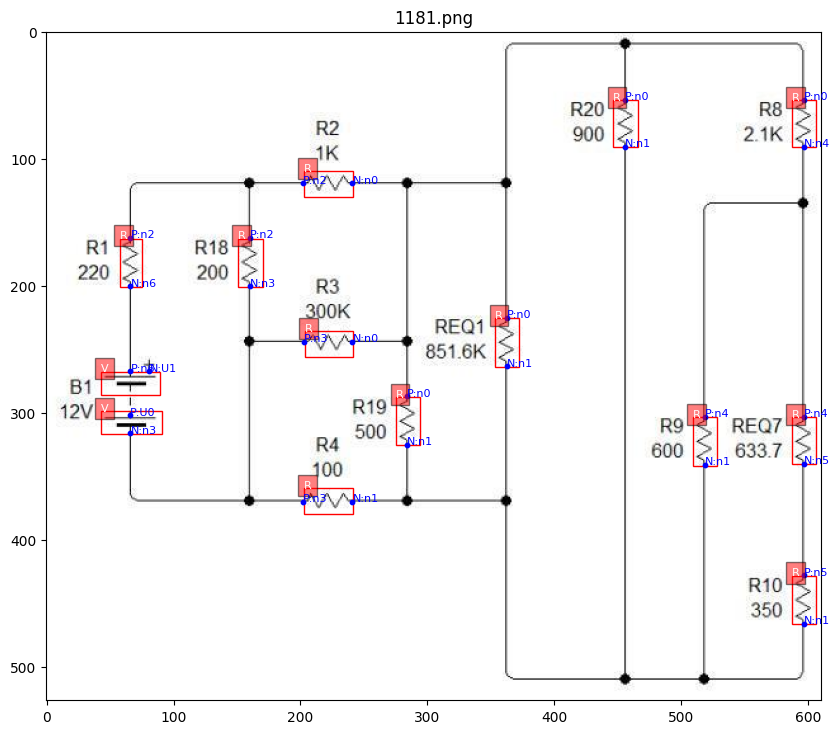 1181.png
0
R
P:n0
R
P:n0
R20
900
R8
2.1K
N:n1
N:n4
R2
1K
100
R
P:n2
N:n0
R
P:n2
R
P:n2
R1
220
R18
200
N:n6
N:n3
200
R3
300K
R
P:n3
N:n0
R
P:n0
REQ1
851.6K
N:n1
V
N:U1
B1
12V
+
V
P:U0
N:n3
300
R
P:n0
R19
500
N:n1
R
P:n4
R
P:n4
R9
600
REQ7
633.7
N:n1
N:n5
R4
100
R
P:n3
N:n1
400
R
P:n5
R10
350
N:n1
500
0
100
200
300
400
500
600